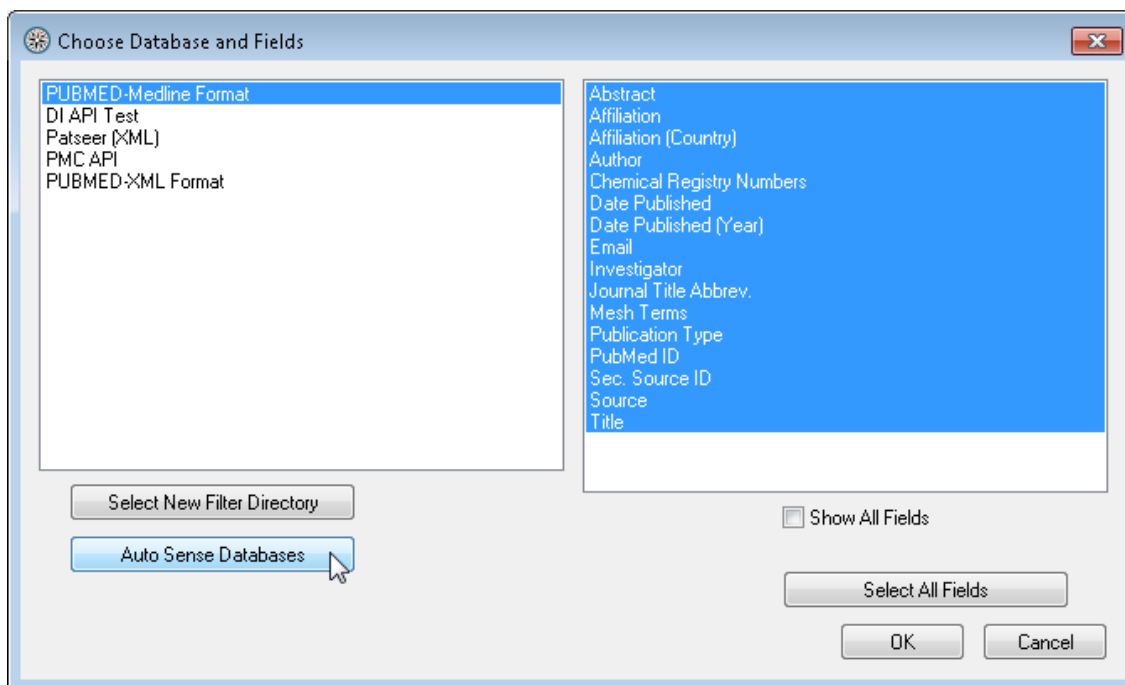 Choose Database and Fields
PUBMED-Medline Format
DI API Test
Patseer (XML)
PMC API
PUBMED-XML Format
Abstract
Affiliation
Affiliation (Country)
Author
Chemical Registry Numbers
Date Published
Date Published (Year)
Email
Investigator
Journal Title Abbrev.
Mesh Terms
Publication Type
PubMed ID
Sec. Source ID
Source
Title
Select New Filter Directory
Auto Sense Databases
Show All Fields
Select All Fields
OK
Cancel